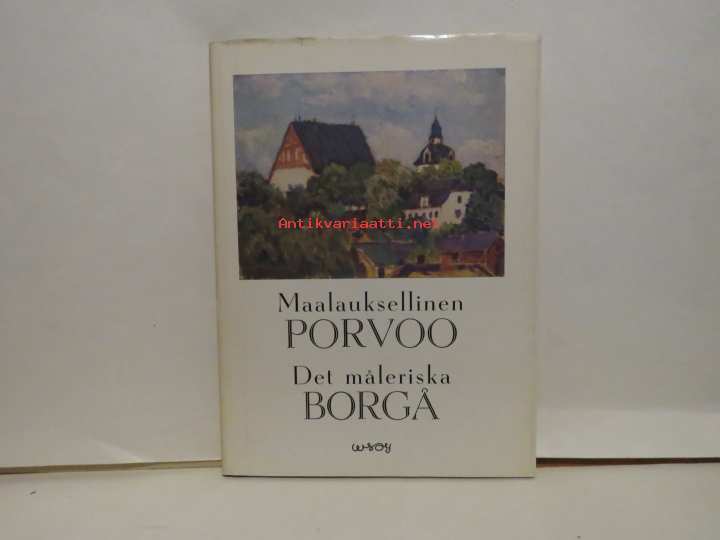 Antikvariaatti.net
Maalauksellinen
PORVOO
Det måleriska
BORGÅ
wsoy